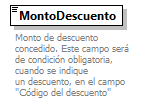 MontoDescuento
Monto de descuento
concedido. Este campo será
de condición obligatoria,
cuando se indique
un descuento, en el campo
"Código del descuento"